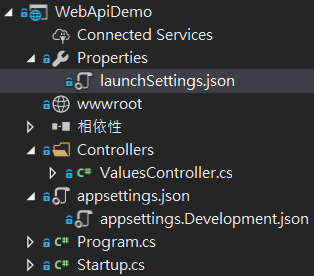 WebApiDemo
Connected Services
Properties
launchSettings.json
wwwroot
相依性
Controllers
C# ValuesController.cs
appsettings.json
appsettings.Development.json
C# Program.cs
C# Startup.cs